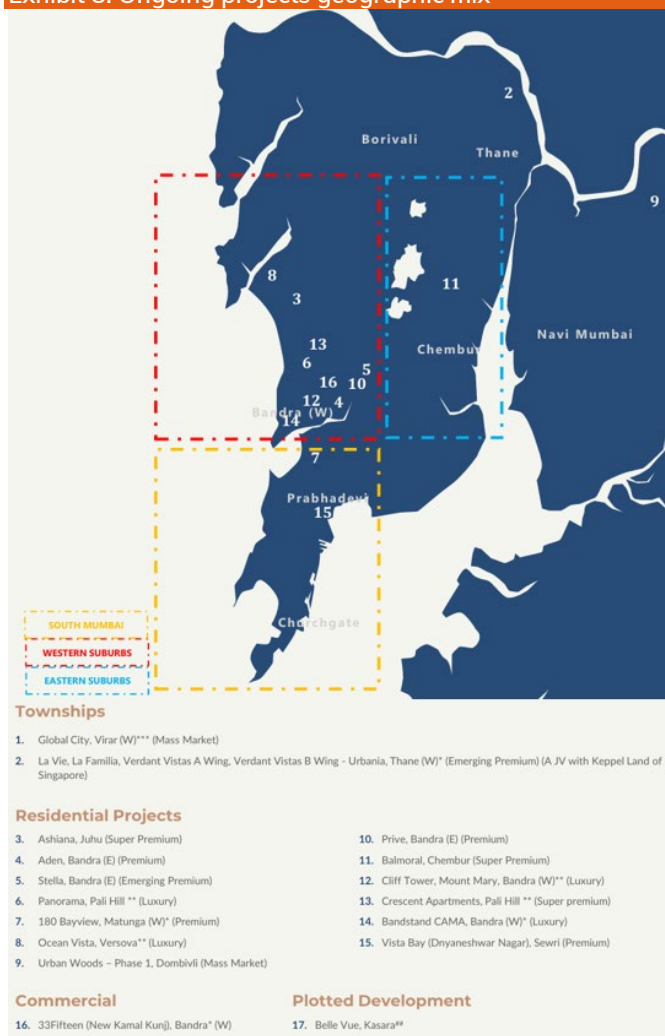 Exhibit 8: Ongoing projects geographic mix
2
Borivali
Thane
9
8
11
3
Navi Mumbai
13
Chembur
6
5
16 10
12 4
Bandra (W)
14
7
Prabhadevi
15
Churchgate
SOUTH MUMBAI
WESTERN SUBURBS
EASTERN SUBURBS
Townships
1. Global City, Virar (W)*** (Mass Market)
2. La Vie, La Familia, Verdant Vistas A Wing, Verdant Vistas B Wing - Urbania, Thane (W)* (Emerging Premium) (A JV with Keppel Land of
Singapore)
Residential Projects
3. Ashiana, Juhu (Super Premium)
4. Aden, Bandra (E) (Premium)
5. Stella, Bandra (E) (Emerging Premium)
6. Panorama, Pali Hill ** (Luxury)
7. 180 Bayview, Matunga (W)* (Premium)
8. Ocean Vista, Versova** (Luxury)
9. Urban Woods – Phase 1, Dombivli (Mass Market)
10. Prive, Bandra (E) (Premium)
11. Balmoral, Chembur (Super Premium)
12. Cliff Tower, Mount Mary, Bandra (W)** (Luxury)
13. Crescent Apartments, Pali Hill ** (Super premium)
14. Bandstand CAMA, Bandra (W)* (Luxury)
15. Vista Bay (Dnyaneshwar Nagar), Sewri (Premium)
Commercial
16. 33Fifteen (New Kamal Kunj), Bandra* (W)
Plotted Development
17. Belle Vue, Kasara##